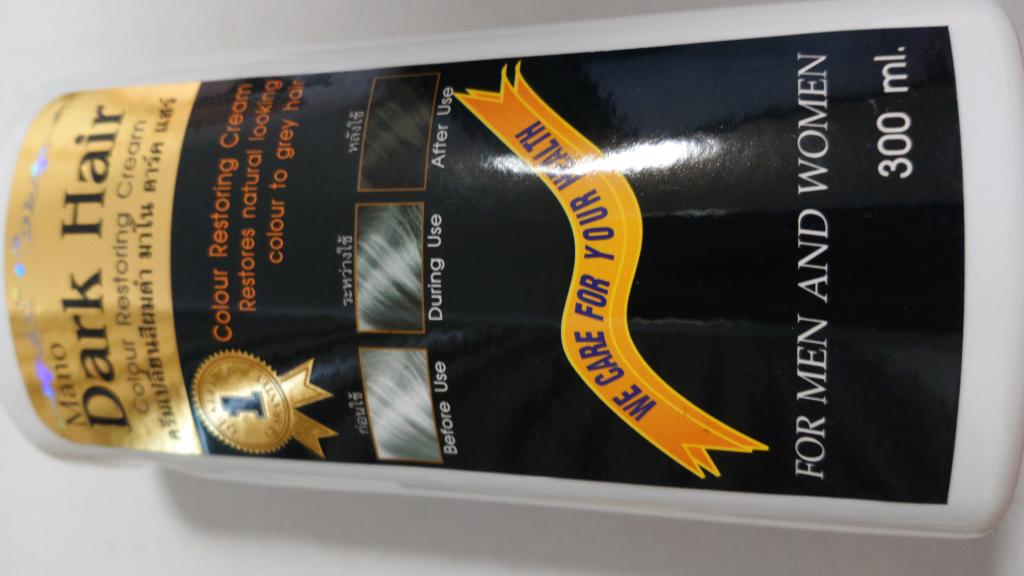 Mano
Dark Hair
Colour Restoring Cream
ครีมเปลี่ยนสีผมดำ มาโน ดาร์ค แฮร์
Colour Restoring Cream
Restores natural looking
colour to grey hair
1
ก่อนใช้
ระหว่างใช้
หลังใช้
Before Use
During Use
After Use
WE CARE FOR YOUR HEALTH
FOR MEN AND WOMEN
300 ml.